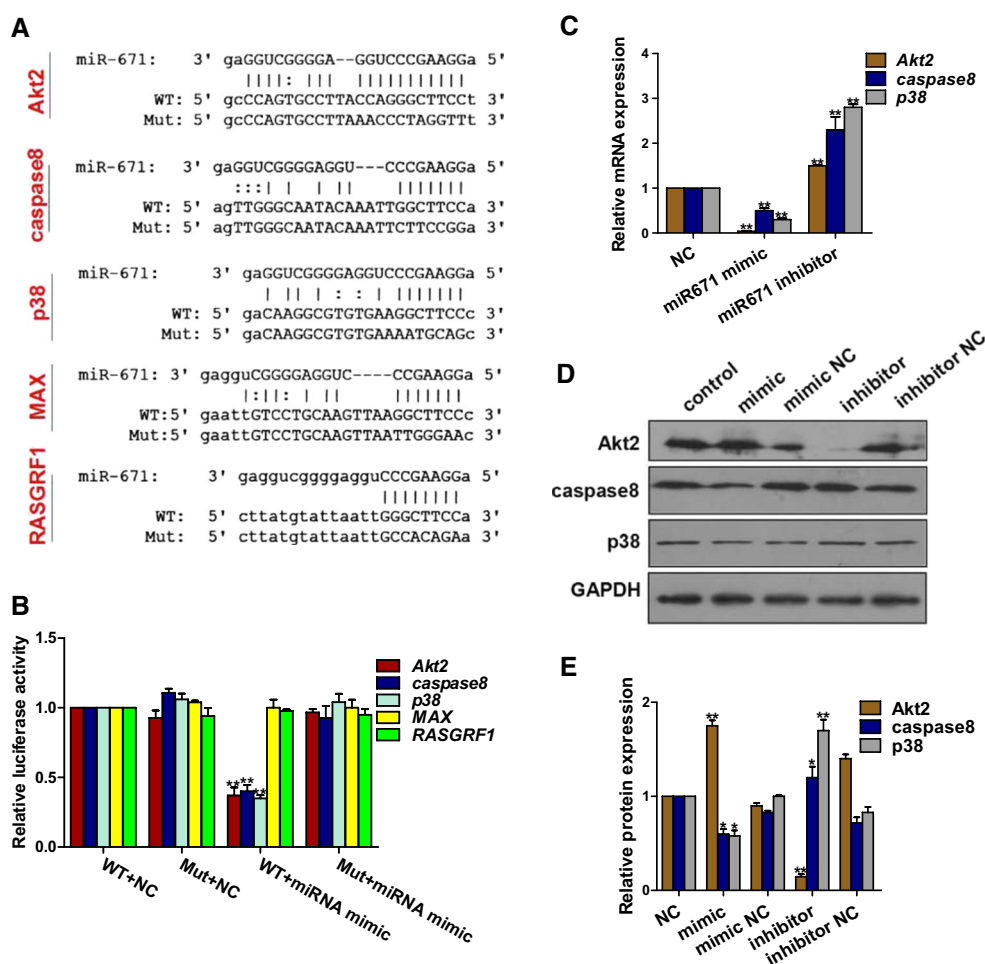 A
Akt2
miR-671: 3' gaGGUCGGGGA--GGUCCCGAAGGa 5'
||||: ||| |||||||||||
WT: 5' gcCCAGTGCCTTACCAGGGCTTCCt 3'
Mut: 5' gcCCAGTGCCTTAAACCCTAGGTTt 3'
caspase8
miR-671: 3' gaGGUCGGGGAGGU---CCCGAAGGa 5'
:::| | | || |||||||
WT: 5' agTTGGGCAATACAAATTGGCTTCCa 3'
Mut: 5' agTTGGGCAATACAAATTCTTCCGGa 3'
p38
miR-671: 3' gaGGUCGGGGAGGUCCCGAAGGa 5'
| || | : : | |||||||
WT: 5' gaCAAGGCGTGTGAAGGCTTCCc 3'
Mut: 5' gaCAAGGCGTGTGAAAATGCAGc 3'
MAX
miR-671: 3' gagguCGGGGAGGUC----CCGAAGGa 5'
|:||: || |||||||
WT:5' gaattGTCCTGCAAGTTAAGGCTTCCc 3'
Mut:5' gaattGTCCTGCAAGTTAATTGGGAAc 3'
RASGRF1
miR-671: 3' gaggucggggagguCCCGAAGGa 5'
||||||||
WT: 5' cttatgtattaattGGGCTTCCa 3'
Mut: 5' cttatgtattaattGCCACAGAa 3'
B
Relative luciferase activity
1.5
1.0
0.5
0.0
** ** **
WT+NC
Mut+NC
WT+miRNA mimic
Mut+miRNA mimic
Akt2
caspase8
p38
MAX
RASGRF1
C
Relative mRNA expression
4
3
2
1
0
** ** **
** ** **
NC
miR671 mimic
miR671 inhibitor
Akt2
caspase8
p38
D
control
mimic
mimic NC
inhibitor
inhibitor NC
Akt2
caspase8
p38
GAPDH
E
Relative protein expression
2
1
0
** * *
** * **
NC
mimic
mimic NC
inhibitor
inhibitor NC
Akt2
caspase8
p38